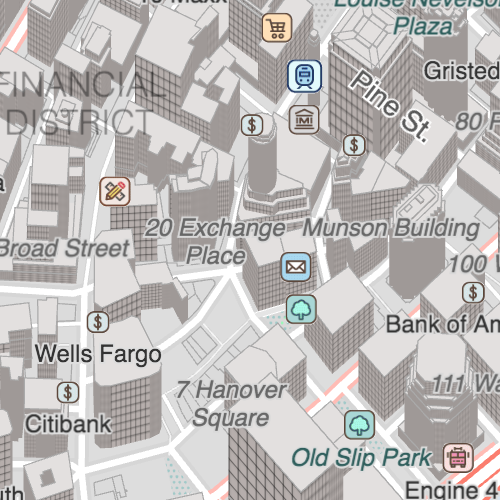 Louise Nevelson
Plaza
Gristed
FINANCIAL
DISTRICT
Pine St.
80 P
20 Exchange
Place
Munson Building
Broad Street
100 W
Bank of Am
Wells Fargo
7 Hanover
Square
111 Wa
Citibank
Old Slip Park
Engine 4